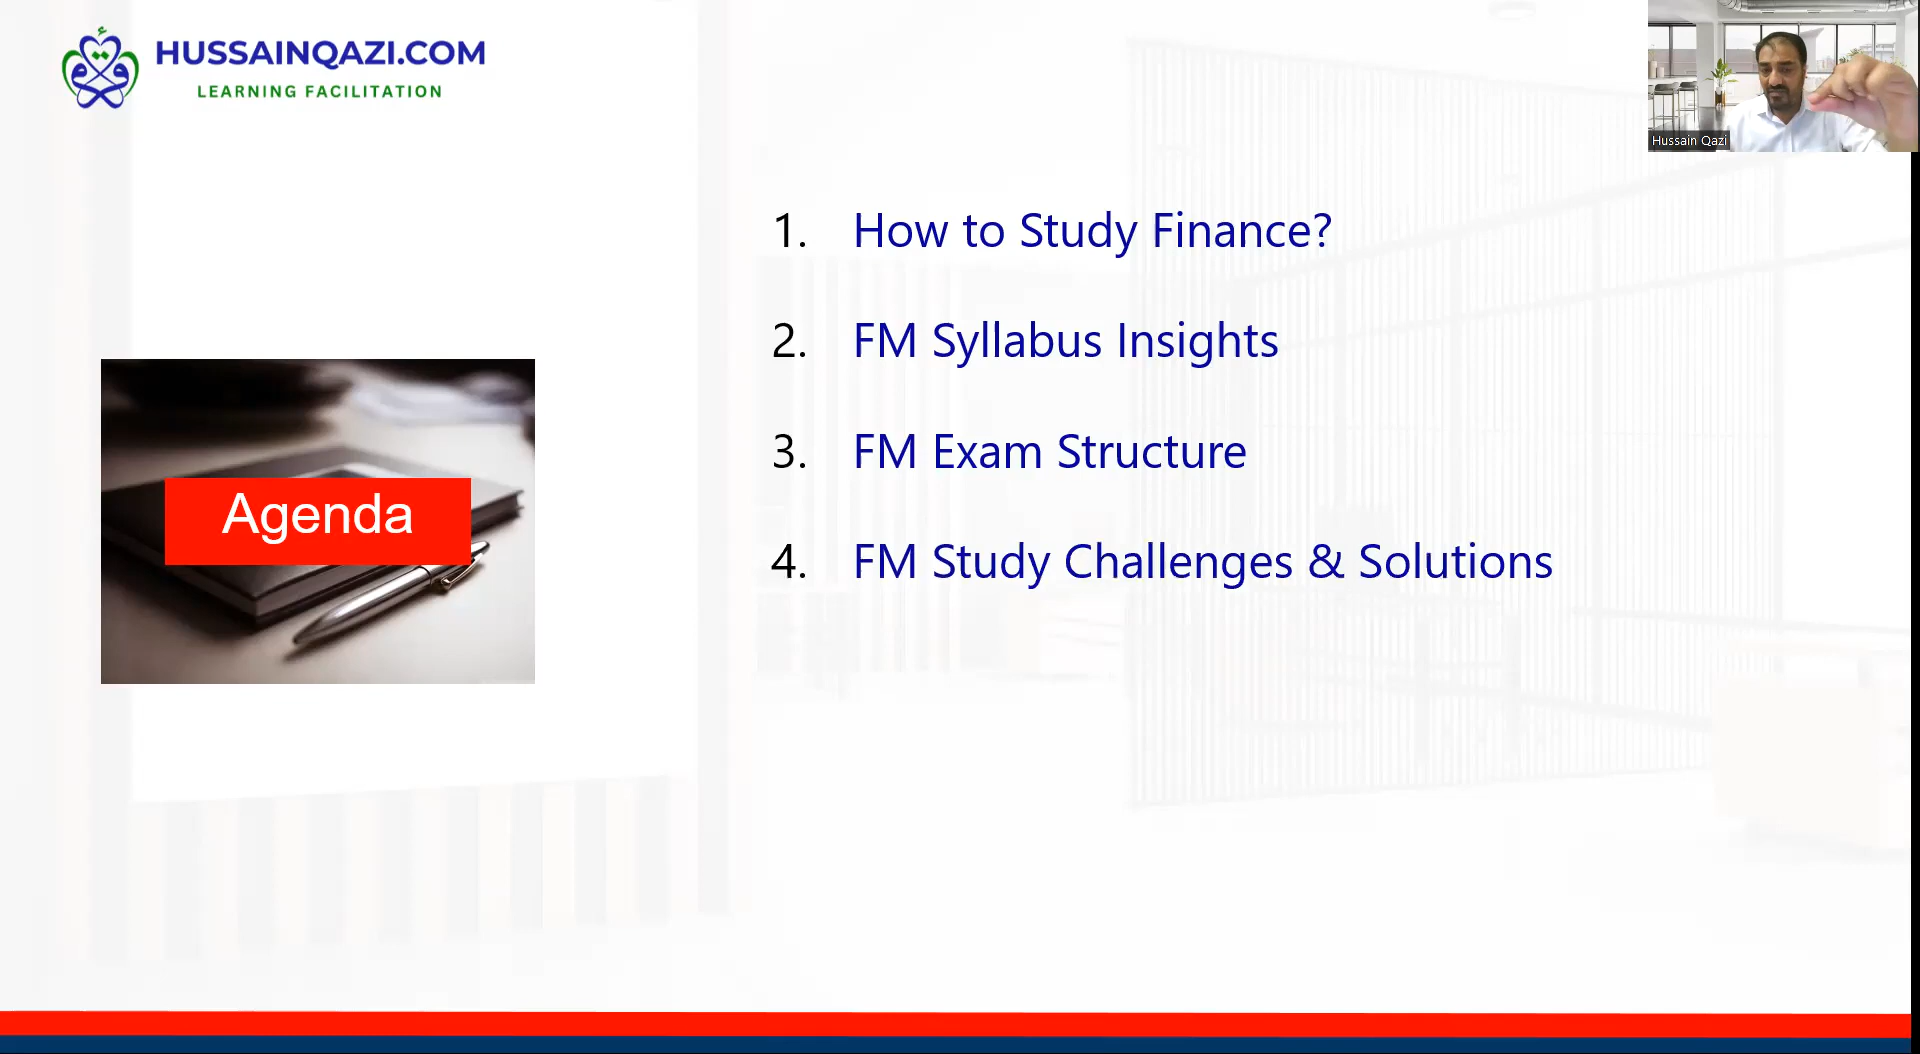 HUSSAINQAZI.COM
LEARNING FACILITATION
Hussain Qazi
Agenda
1. How to Study Finance?
2. FM Syllabus Insights
3. FM Exam Structure
4. FM Study Challenges & Solutions